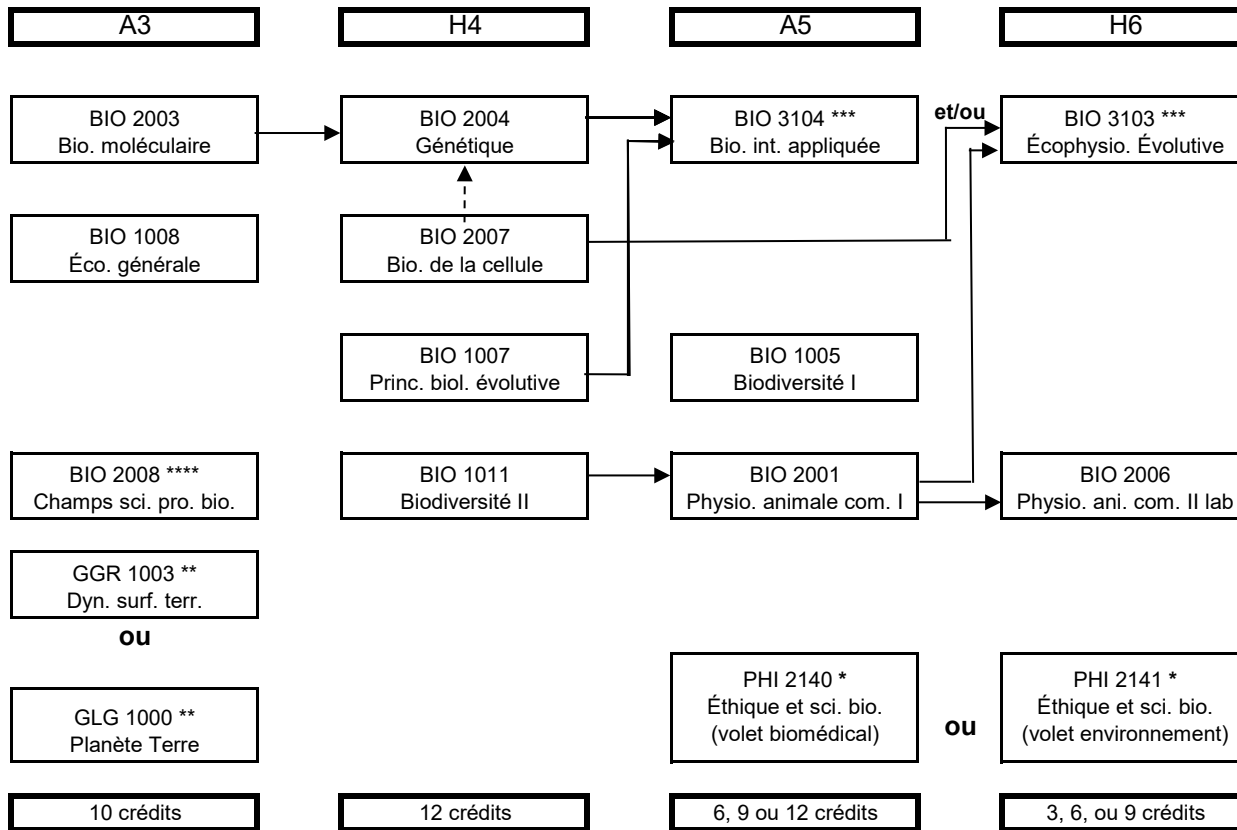 A3
H4
A5
H6
BIO 2003
Bio. moléculaire
BIO 2004
Génétique
BIO 3104 ***
Bio. int. appliquée
et/ou
BIO 3103 ***
Écophysio. Évolutive
BIO 1008
Éco. générale
BIO 2007
Bio. de la cellule
BIO 1007
Princ. biol. évolutive
BIO 1005
Biodiversité I
BIO 2008 ****
Champs sci. pro. bio.
BIO 1011
Biodiversité II
BIO 2001
Physio. animale com. I
BIO 2006
Physio. ani. com. II lab
GGR 1003 **
Dyn. surf. terr.
ou
GLG 1000 **
Planète Terre
PHI 2140 *
Éthique et sci. bio.
(volet biomédical)
ou
PHI 2141 *
Éthique et sci. bio.
(volet environnement)
10 crédits
12 crédits
6, 9 ou 12 crédits
3, 6, ou 9 crédits